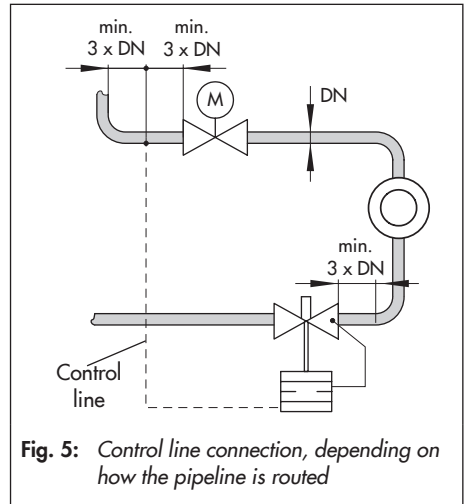 min.
3 x DN
min.
3 x DN
M
DN
min.
3 x DN
Control
line
Fig. 5: Control line connection, depending on
how the pipeline is routed